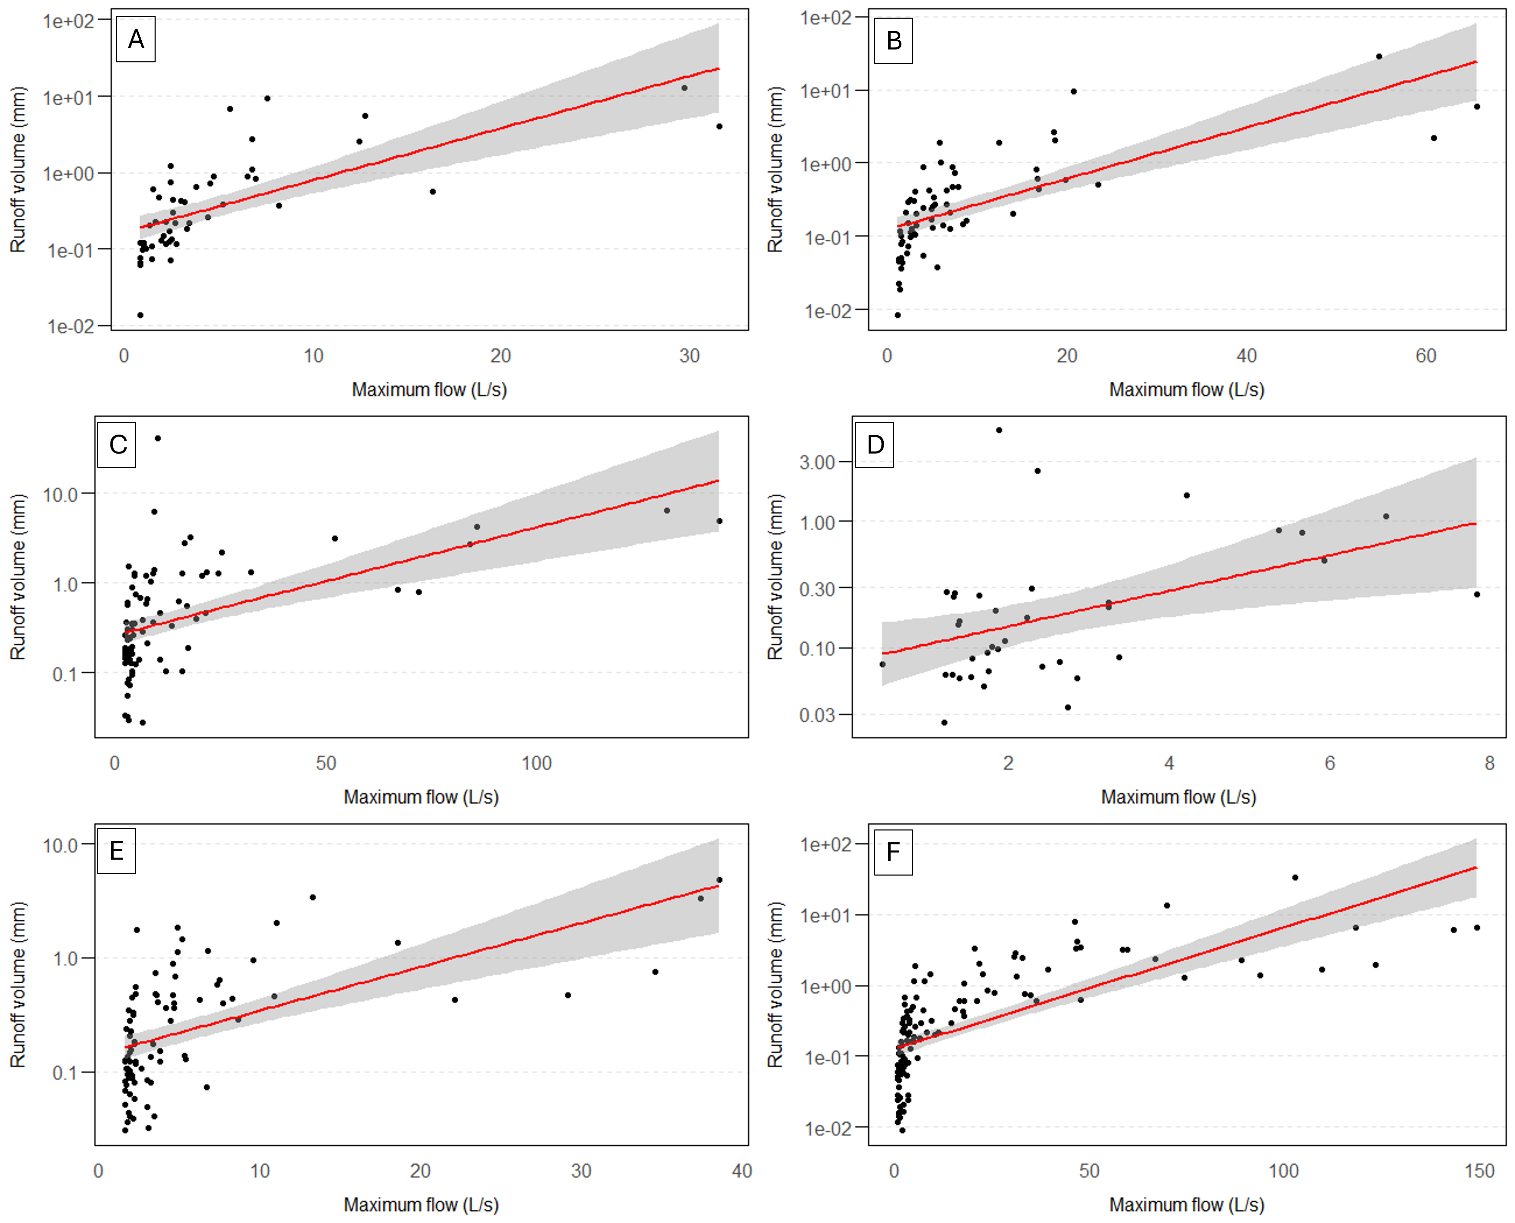 A
1e+02
1e+01
1e+00
1e-01
1e-02
Runoff volume (mm)
0 10 20 30
Maximum flow (L/s)
B
1e+02
1e+01
1e+00
1e-01
1e-02
Runoff volume (mm)
0 20 40 60
Maximum flow (L/s)
C
10.0
1.0
0.1
Runoff volume (mm)
0 50 100
Maximum flow (L/s)
D
3.00
1.00
0.30
0.10
0.03
Runoff volume (mm)
2 4 6 8
Maximum flow (L/s)
E
10.0
1.0
0.1
Runoff volume (mm)
0 10 20 30 40
Maximum flow (L/s)
F
1e+02
1e+01
1e+00
1e-01
1e-02
Runoff volume (mm)
0 50 100 150
Maximum flow (L/s)